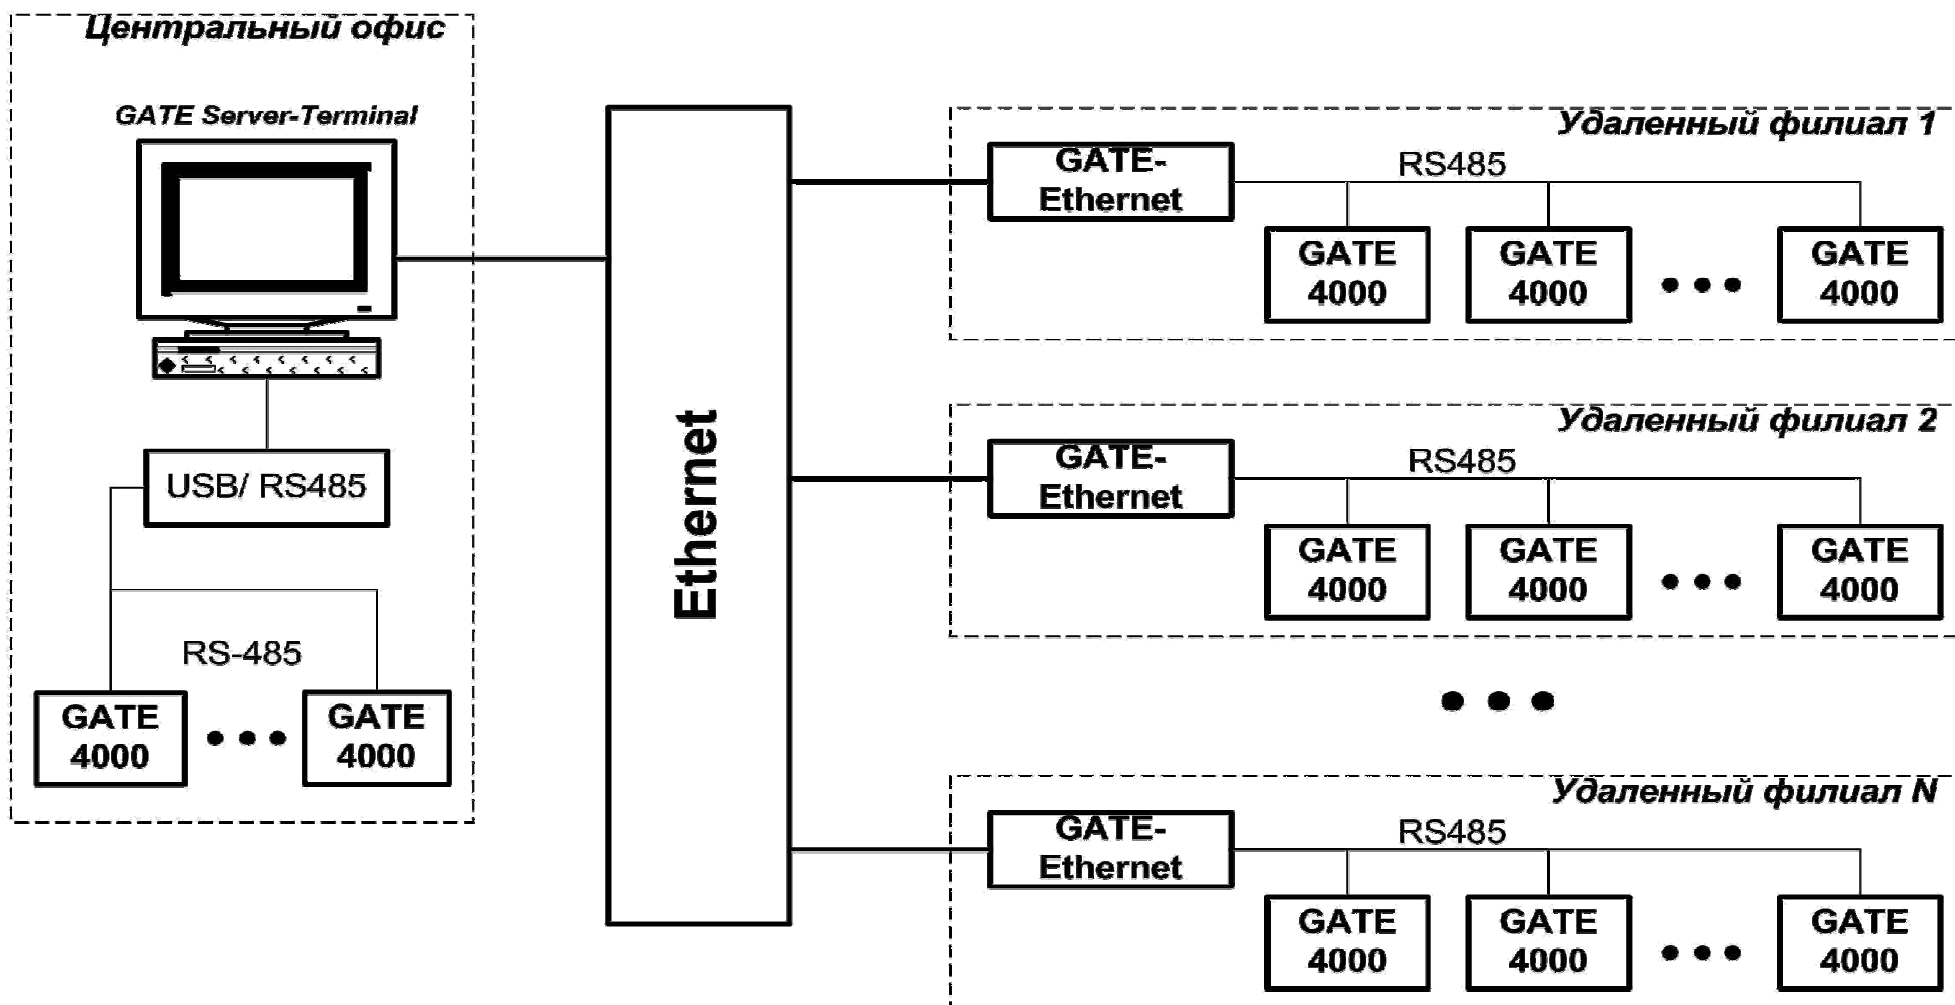 Центральный офис
GATE Server-Terminal
USB/ RS485
RS-485
GATE
4000
GATE
4000
Ethernet
Удаленный филиал 1
GATE-
Ethernet
RS485
GATE
4000
GATE
4000
GATE
4000
Удаленный филиал 2
GATE-
Ethernet
RS485
GATE
4000
GATE
4000
GATE
4000
Удаленный филиал N
GATE-
Ethernet
RS485
GATE
4000
GATE
4000
GATE
4000